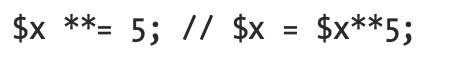 $x **= 5; // $x = $x**5;